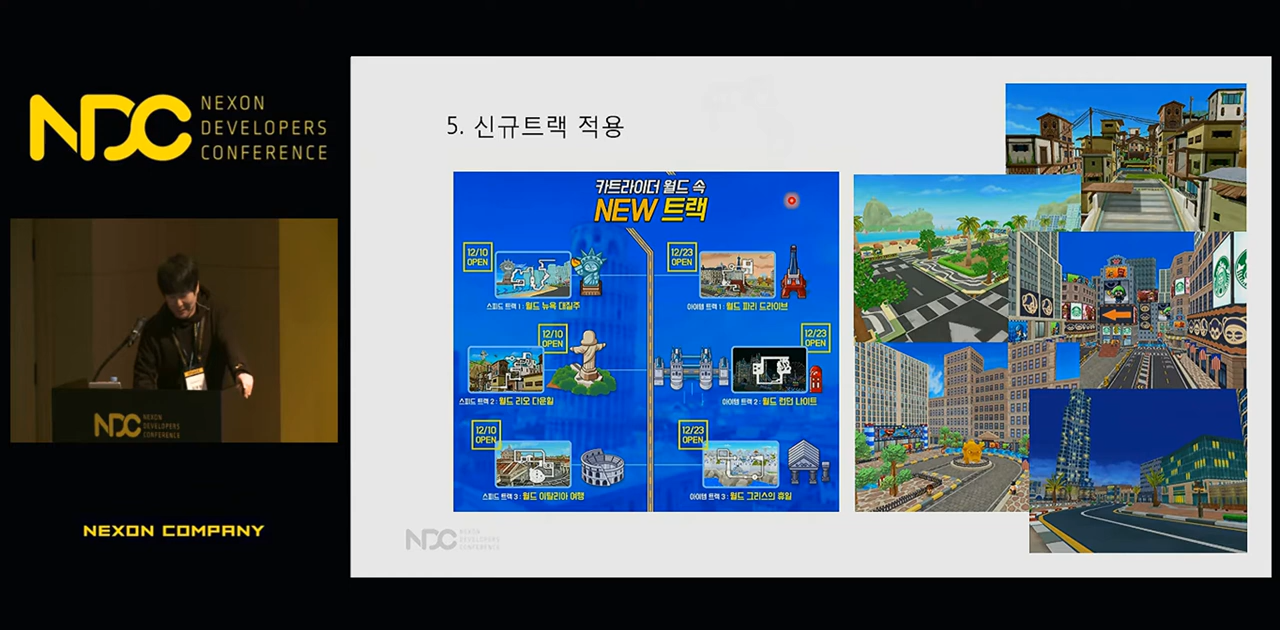 NDC
NEXON
DEVELOPERS
CONFERENCE
NDC
NEXON
DEVELOPERS
CONFERENCE
NEXON COMPANY
5. 신규트랙 적용
카트라이더 월드 속
NEW 트랙
12/10
OPEN
스피드 트랙 1 : 월드 뉴욕 대질주
12/23
OPEN
아이템 트랙 1 : 월드 파리 드라이브
12/10
OPEN
스피드 트랙 2 : 월드 리오 다운힐
12/23
OPEN
아이템 트랙 2 : 월드 런던 나이트
12/10
OPEN
스피드 트랙 3 : 월드 이탈리아 여행
12/23
OPEN
아이템 트랙 3 : 월드 그리스의 휴일
NDC
NEXON
DEVELOPERS
CONFERENCE